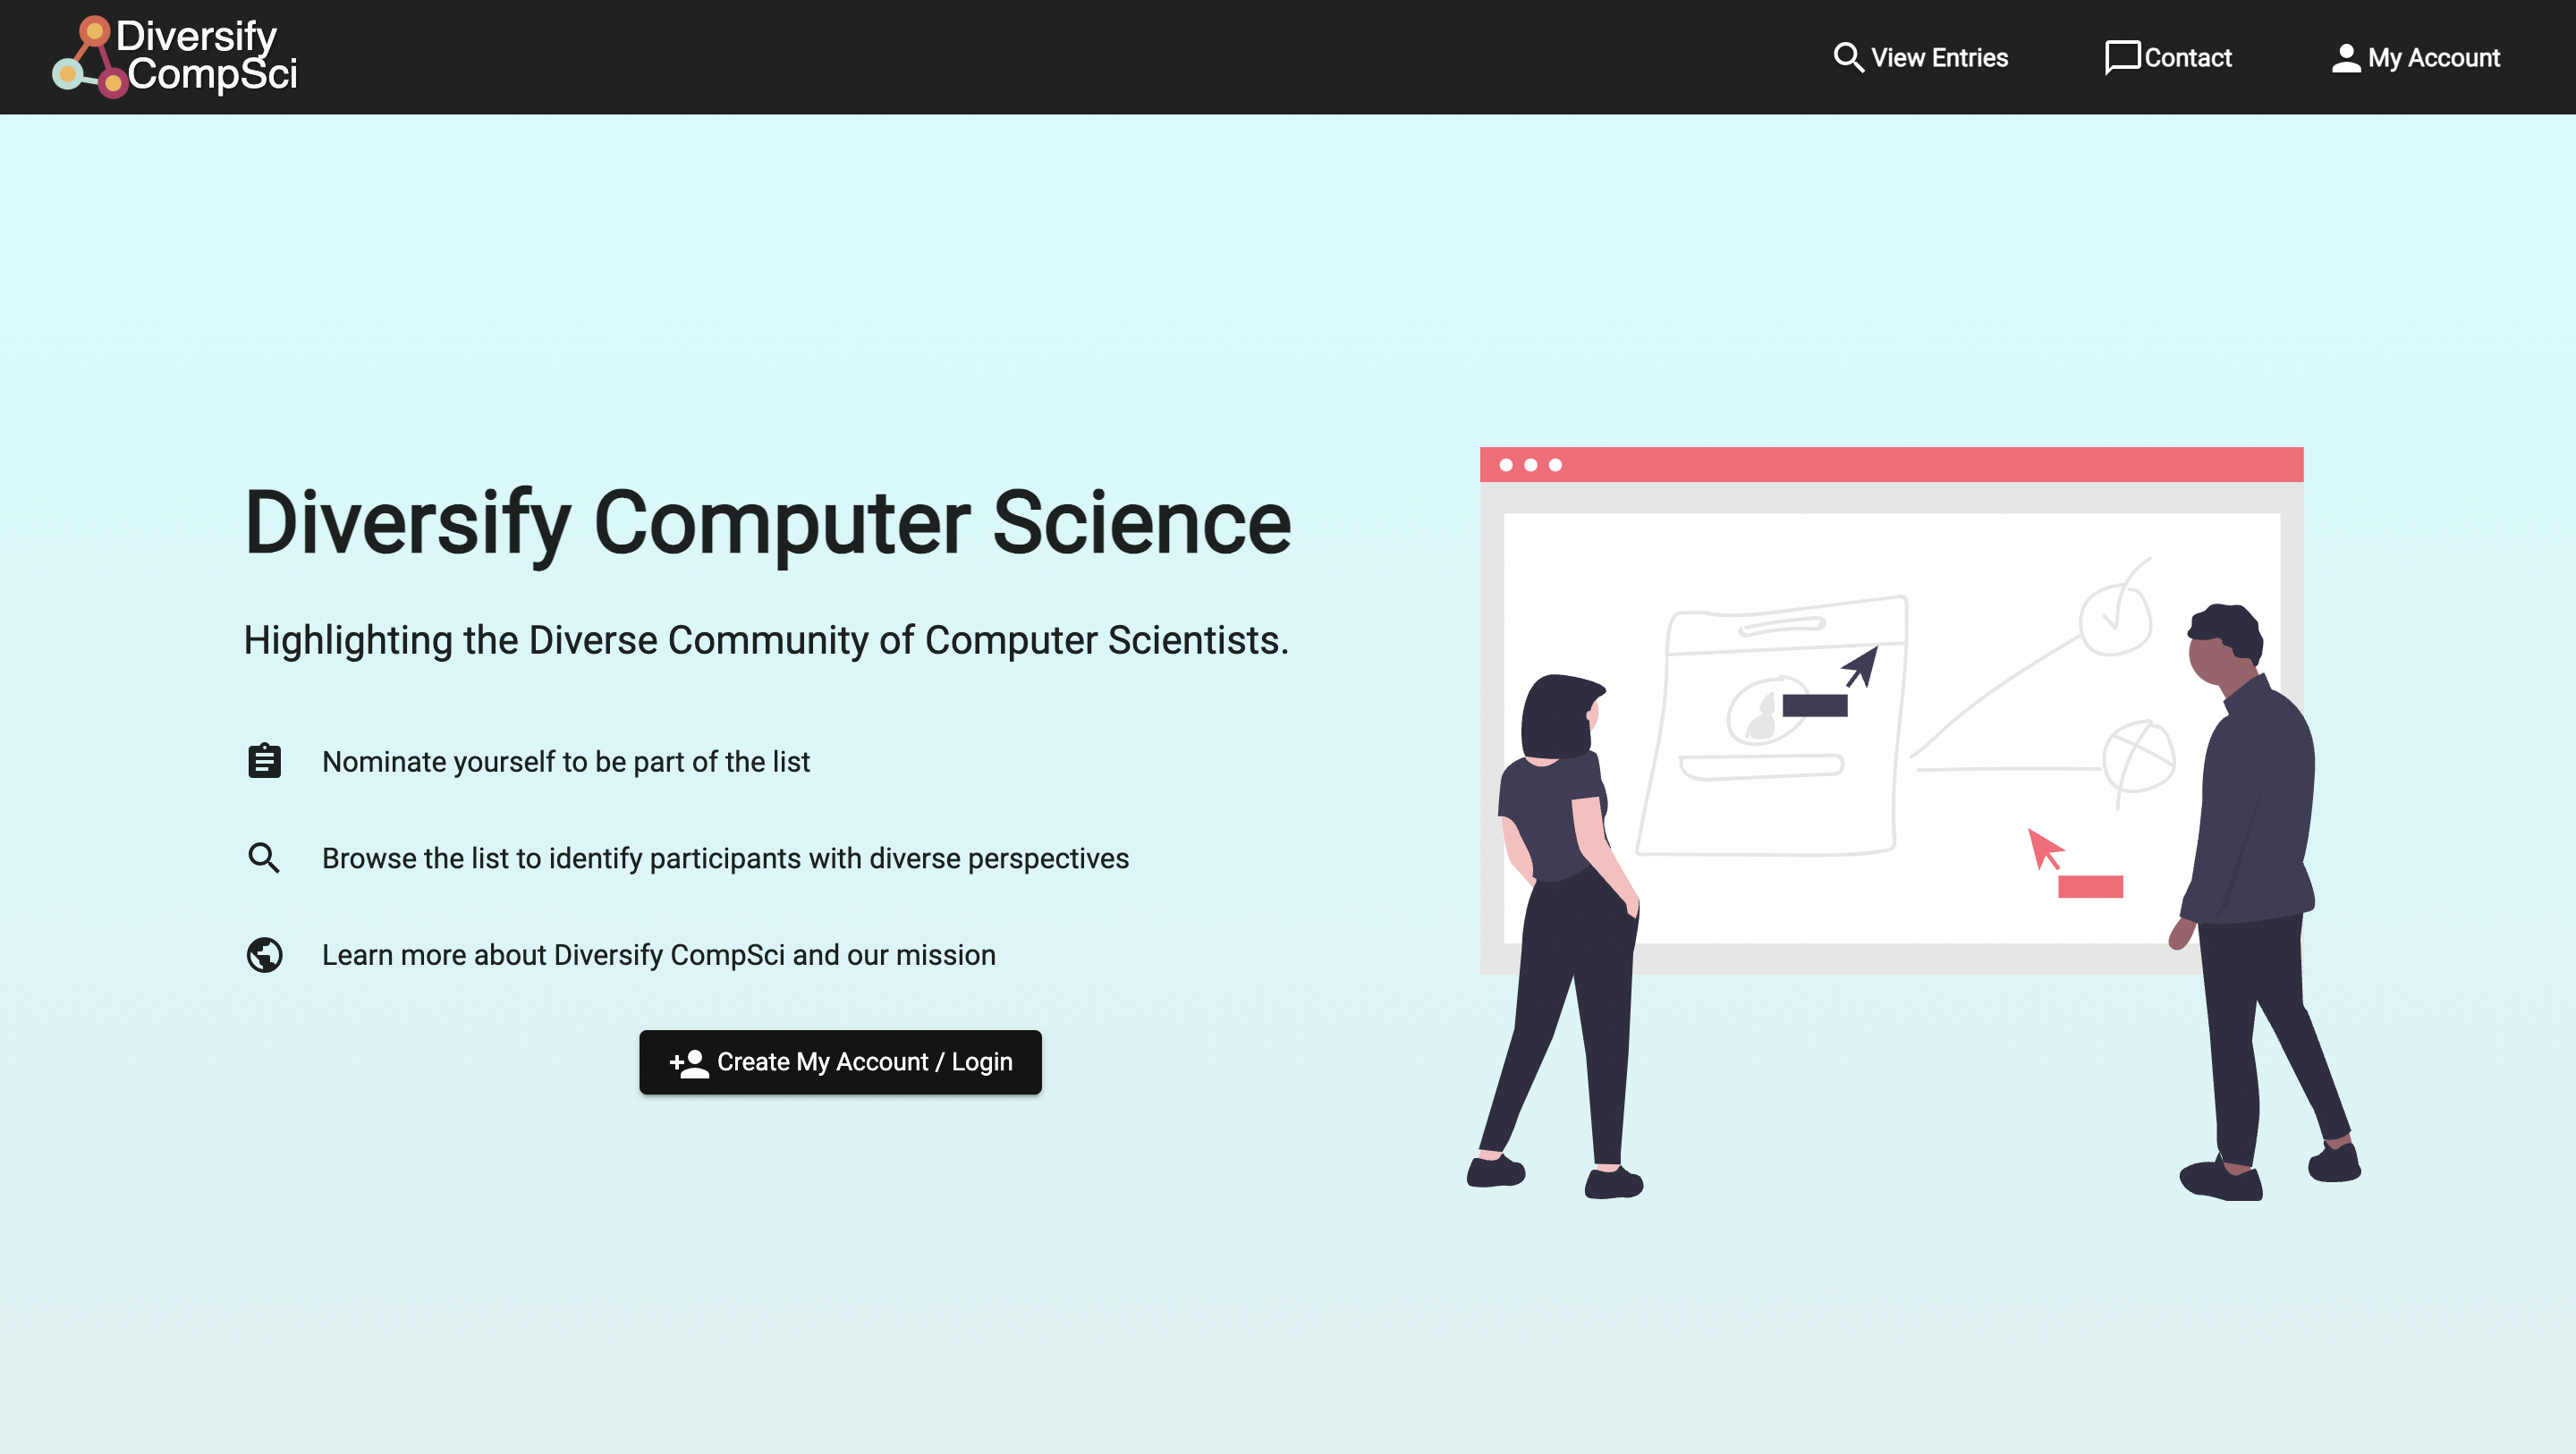 Diversify
CompSci
View Entries
Contact
My Account
Diversify Computer Science
Highlighting the Diverse Community of Computer Scientists.
Nominate yourself to be part of the list
Browse the list to identify participants with diverse perspectives
Learn more about Diversify CompSci and our mission
Create My Account / Login